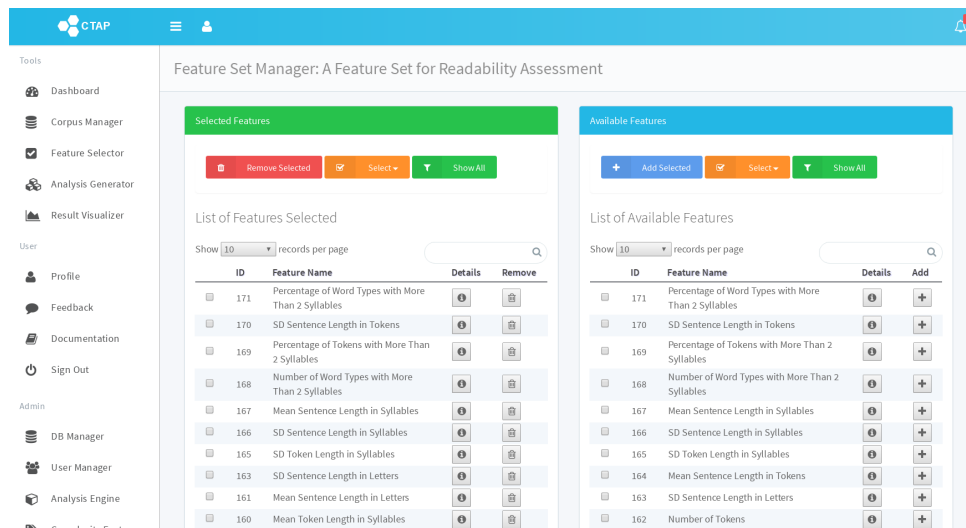 CTAP
Tools
Dashboard
Corpus Manager
Feature Selector
Analysis Generator
Result Visualizer
User
Profile
Feedback
Documentation
Sign Out
Admin
DB Manager
User Manager
Analysis Engine
Feature Set Manager: A Feature Set for Readability Assessment
Selected Features
Remove Selected Select Show All
List of Features Selected
Show 10 records per page
ID Feature Name Details Remove
171 Percentage of Word Types with More
Than 2 Syllables
170 SD Sentence Length in Tokens
169 Percentage of Tokens with More Than
2 Syllables
168 Number of Word Types with More
Than 2 Syllables
167 Mean Sentence Length in Syllables
166 SD Sentence Length in Syllables
165 SD Token Length in Syllables
163 SD Sentence Length in Letters
161 Mean Sentence Length in Letters
160 Mean Token Length in Letters
Available Features
Add Selected Select Show All
List of Available Features
Show 10 records per page
ID Feature Name Details Add
171 Percentage of Word Types with More
Than 2 Syllables
170 SD Sentence Length in Tokens
169 Percentage of Tokens with More Than 2
Syllables
168 Number of Word Types with More Than 2
Syllables
167 Mean Sentence Length in Syllables
166 SD Sentence Length in Syllables
165 SD Token Length in Syllables
164 Mean Sentence Length in Tokens
163 SD Sentence Length in Letters
162 Number of Tokens